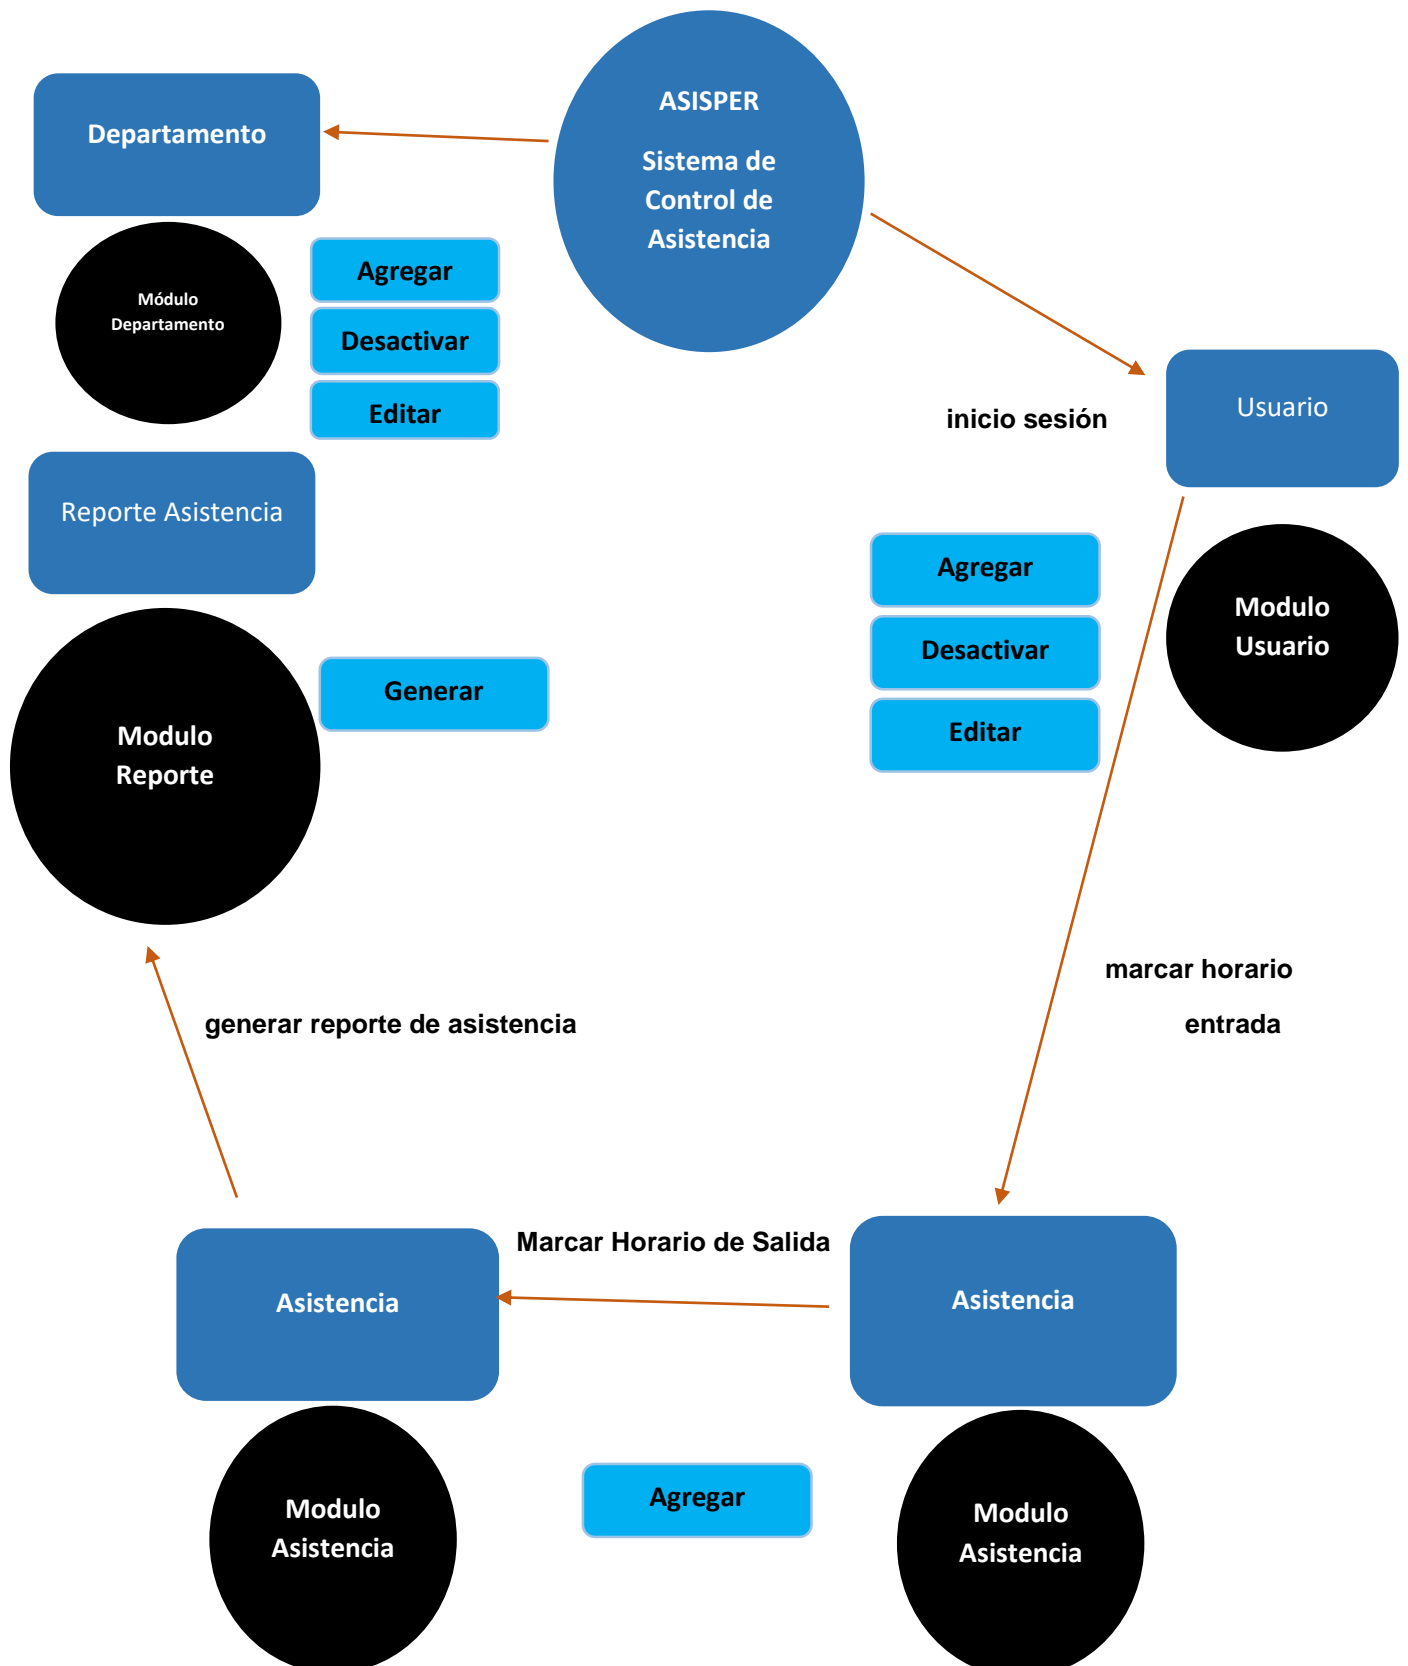 ASISPER
Sistema de
Control de
Asistencia
Departamento
Módulo
Departamento
Agregar
Desactivar
Editar
inicio sesión
Usuario
Reporte Asistencia
Agregar
Desactivar
Editar
Modulo
Usuario
Generar
Modulo
Reporte
marcar horario
entrada
generar reporte de asistencia
Marcar Horario de Salida
Asistencia
Asistencia
Modulo
Asistencia
Agregar
Modulo
Asistencia